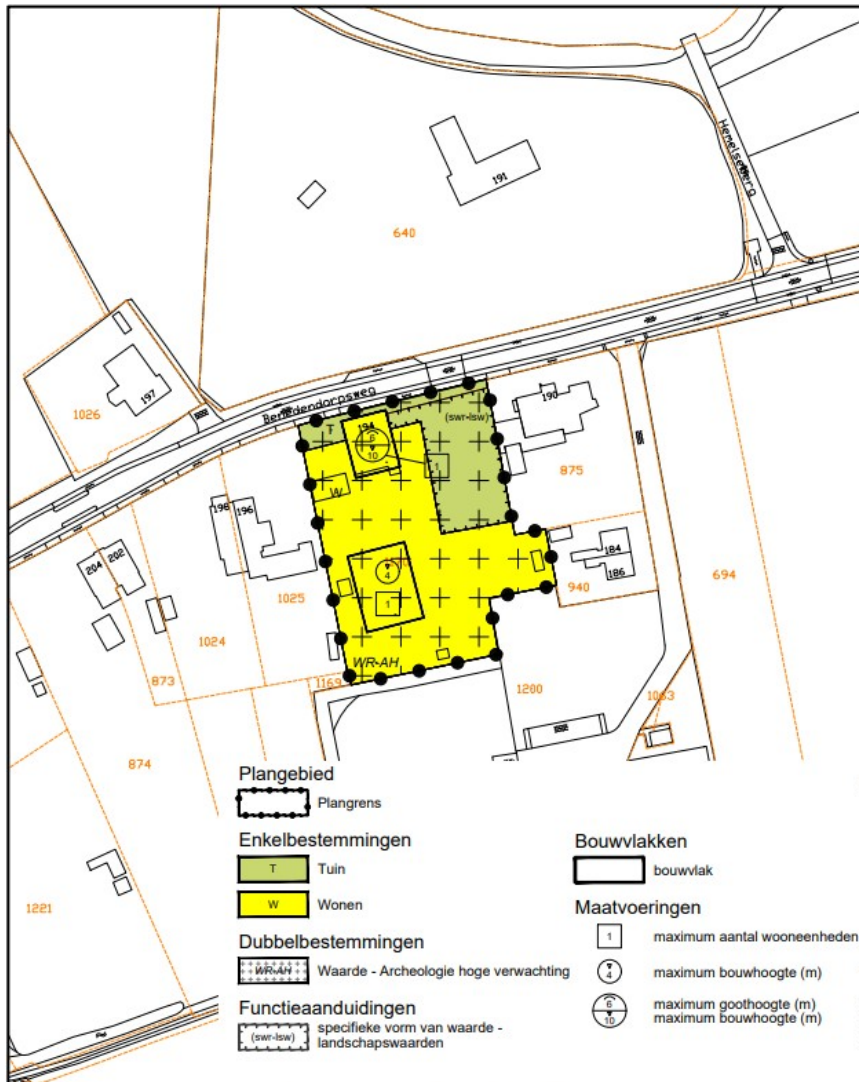 Hemelseberg
191
640
197
1026
Benedendorpsweg
190
(swr-lsw)
194
T
6
10
1
875
W
198
196
204
202
184
186
4
1
940
694
1025
1024
WR-AH
1169
873
1200
1063
874
1221
Plangebied
Plangrens
Enkelbestemmingen
T Tuin
W Wonen
Dubbelbestemmingen
WR-AH Waarde - Archeologie hoge verwachting
Functieaanduidingen
(swr-lsw) specifieke vorm van waarde -
landschapswaarden
Bouwvlakken
bouwvlak
Maatvoeringen
1 maximum aantal wooneenheden
4 maximum bouwhoogte (m)
6 maximum goothoogte (m)
10 maximum bouwhoogte (m)